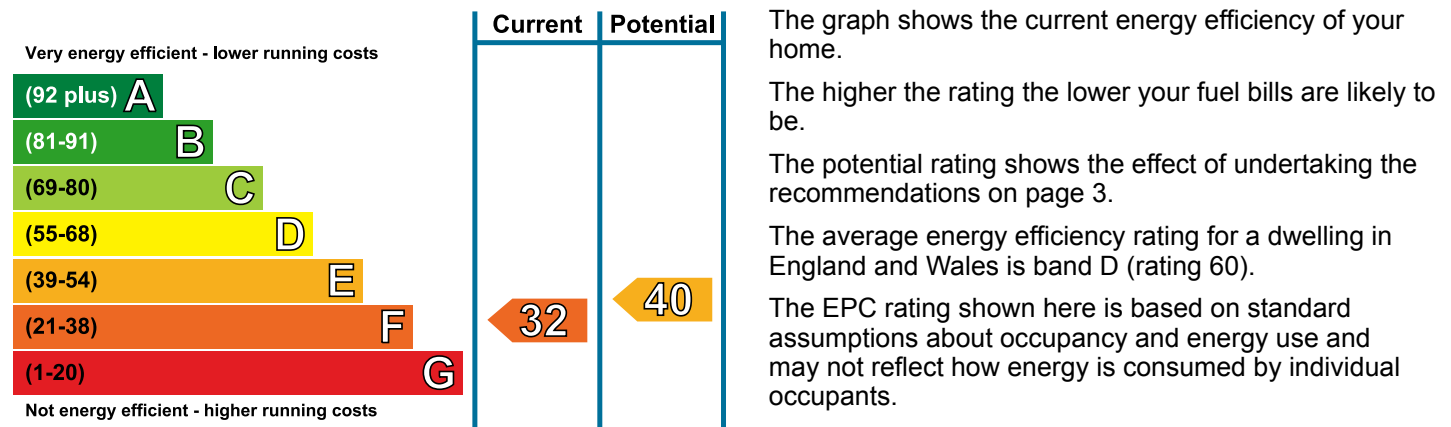 Current Potential
Very energy efficient - lower running costs
(92 plus) A
(81-91) B
(69-80) C
(55-68) D
(39-54) E
(21-38) F
(1-20) G
32
40
Not energy efficient - higher running costs
The graph shows the current energy efficiency of your
home.
The higher the rating the lower your fuel bills are likely to
be.
The potential rating shows the effect of undertaking the
recommendations on page 3.
The average energy efficiency rating for a dwelling in
England and Wales is band D (rating 60).
The EPC rating shown here is based on standard
assumptions about occupancy and energy use and
may not reflect how energy is consumed by individual
occupants.